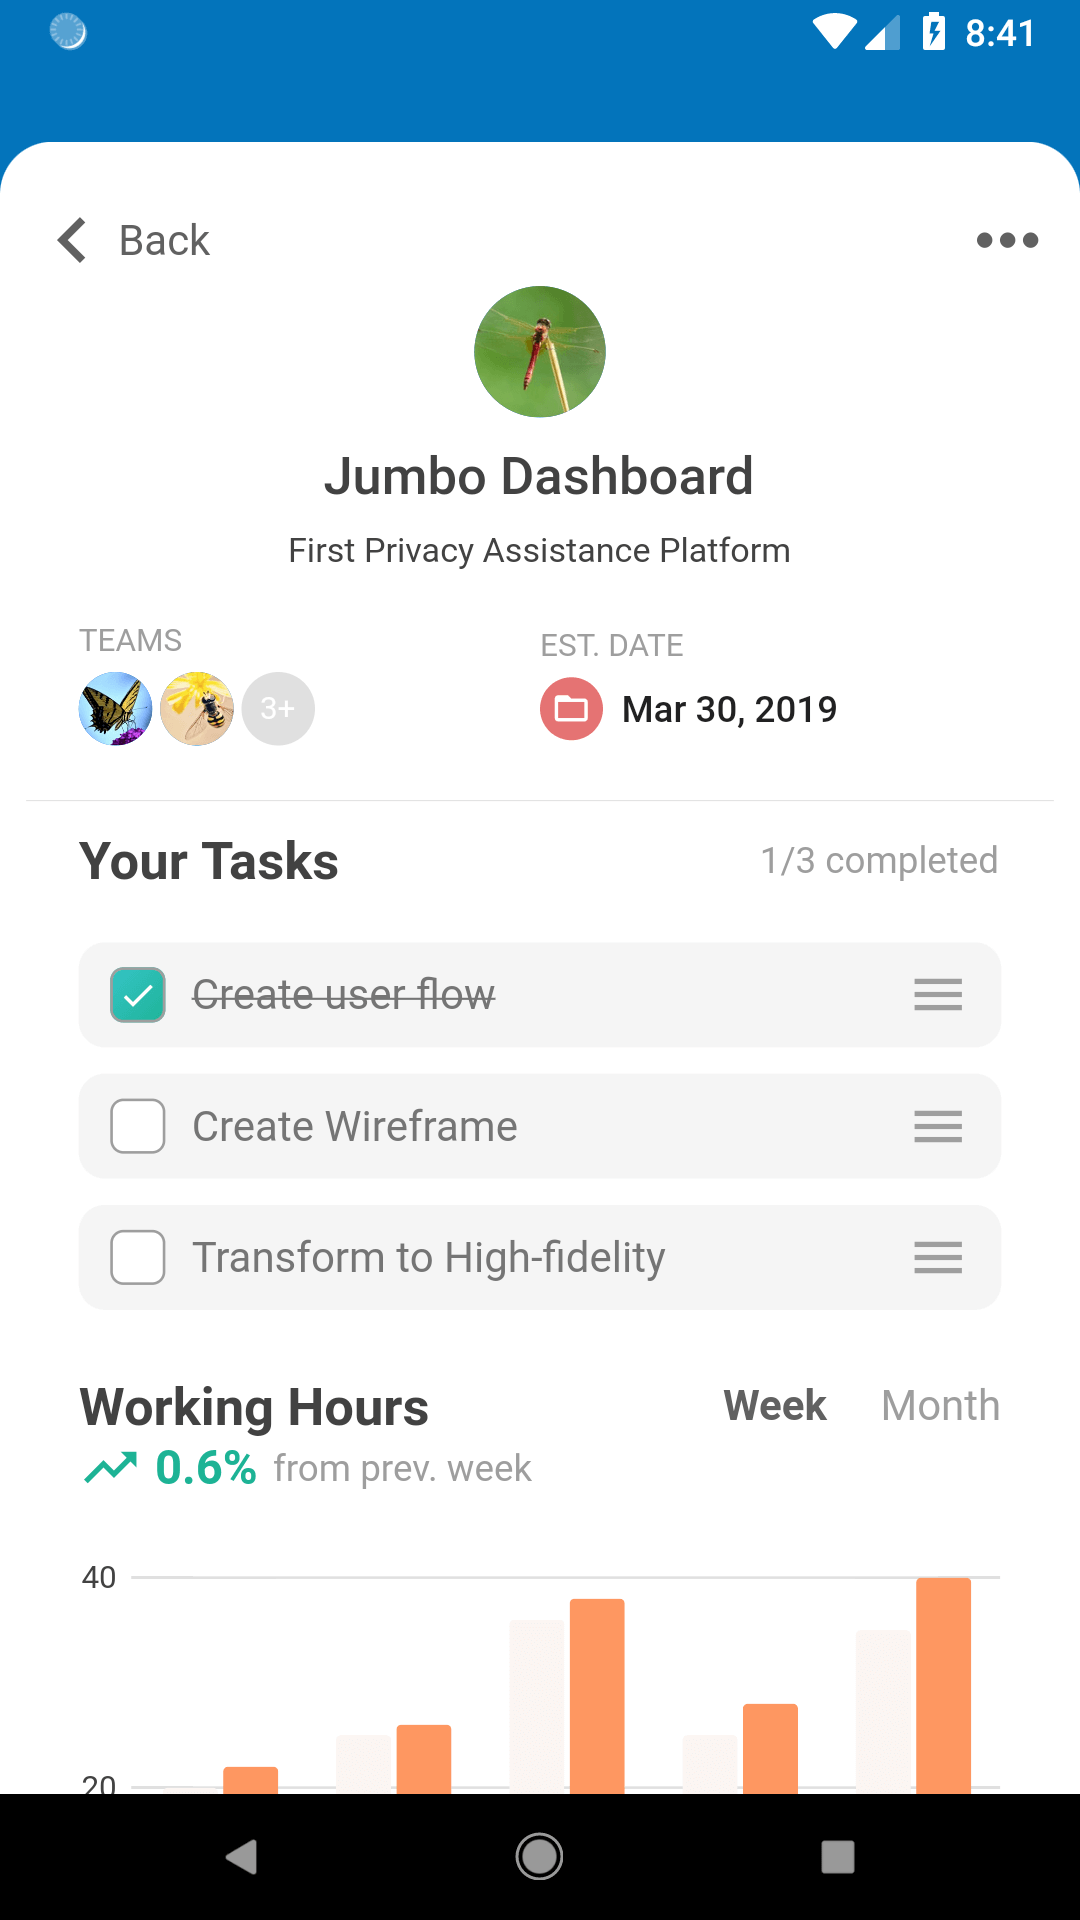 8:41
Back
Jumbo Dashboard
First Privacy Assistance Platform
TEAMS
EST. DATE
3+
Mar 30, 2019
Your Tasks
1/3 completed
Create user flow
Create Wireframe
Transform to High-fidelity
Working Hours
Week
Month
0.6% from prev. week
40
20